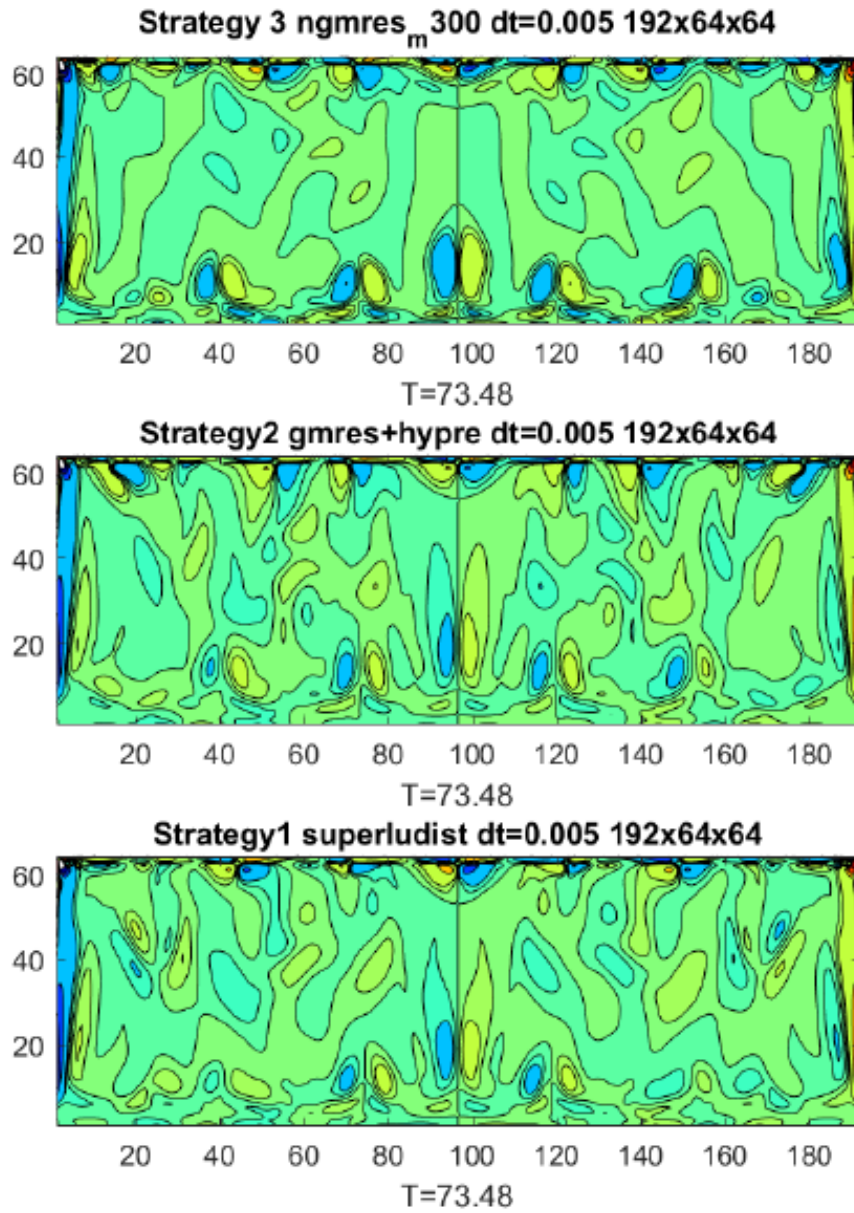 Strategy 3 ngmres_m300 dt=0.005 192x64x64
60
40
20
20 40 60 80 100 120 140 160 180
T=73.48
Strategy2 gmres+hypre dt=0.005 192x64x64
60
40
20
20 40 60 80 100 120 140 160 180
T=73.48
Strategy1 superludist dt=0.005 192x64x64
60
40
20
20 40 60 80 100 120 140 160 180
T=73.48